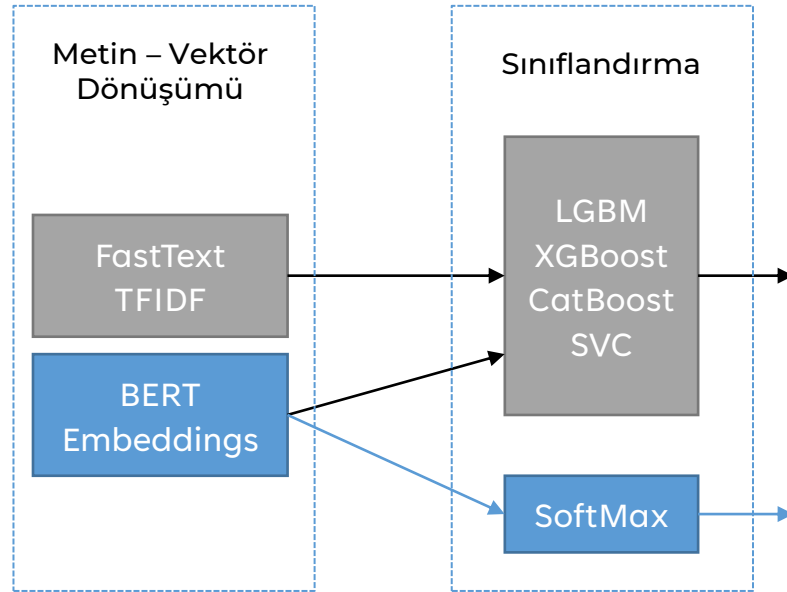 Metin – Vektör
Dönüşümü
Sınıflandırma
FastText
TFIDF
BERT
Embeddings
LGBM
XGBoost
CatBoost
SVC
SoftMax